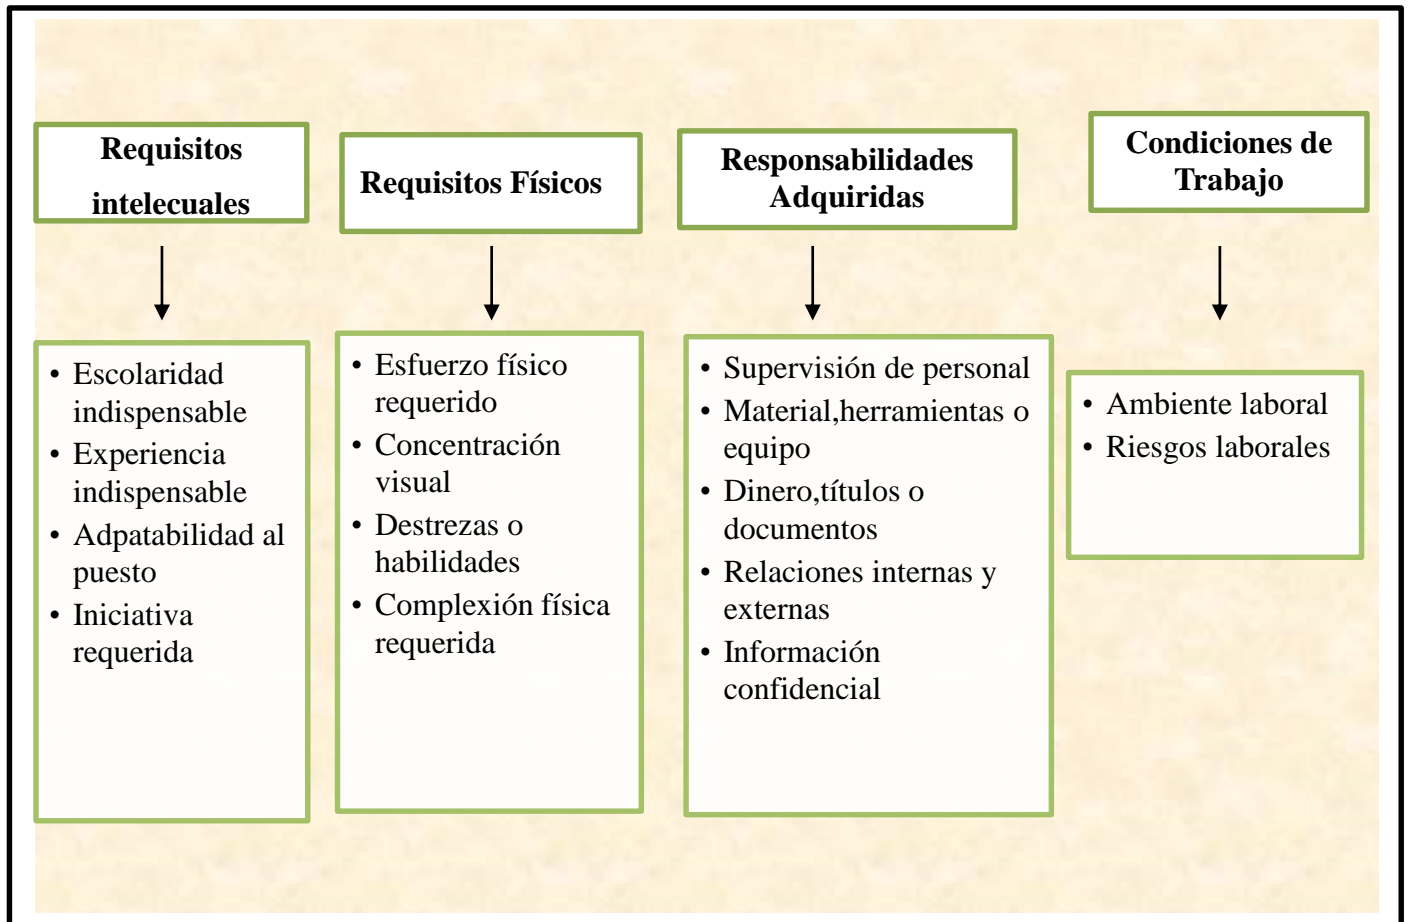 Requisitos
intelecuales
Requisitos Físicos
Responsabilidades
Adquiridas
Condiciones de
Trabajo
• Escolaridad
indispensable
• Experiencia
indispensable
• Adpatabilidad al
puesto
• Iniciativa
requerida
• Esfuerzo físico
requerido
• Concentración
visual
• Destrezas o
habilidades
• Complexión física
requerida
• Supervisión de personal
• Material,herramientas o
equipo
• Dinero,títulos o
documentos
• Relaciones internas y
externas
• Información
confidencial
• Ambiente laboral
• Riesgos laborales